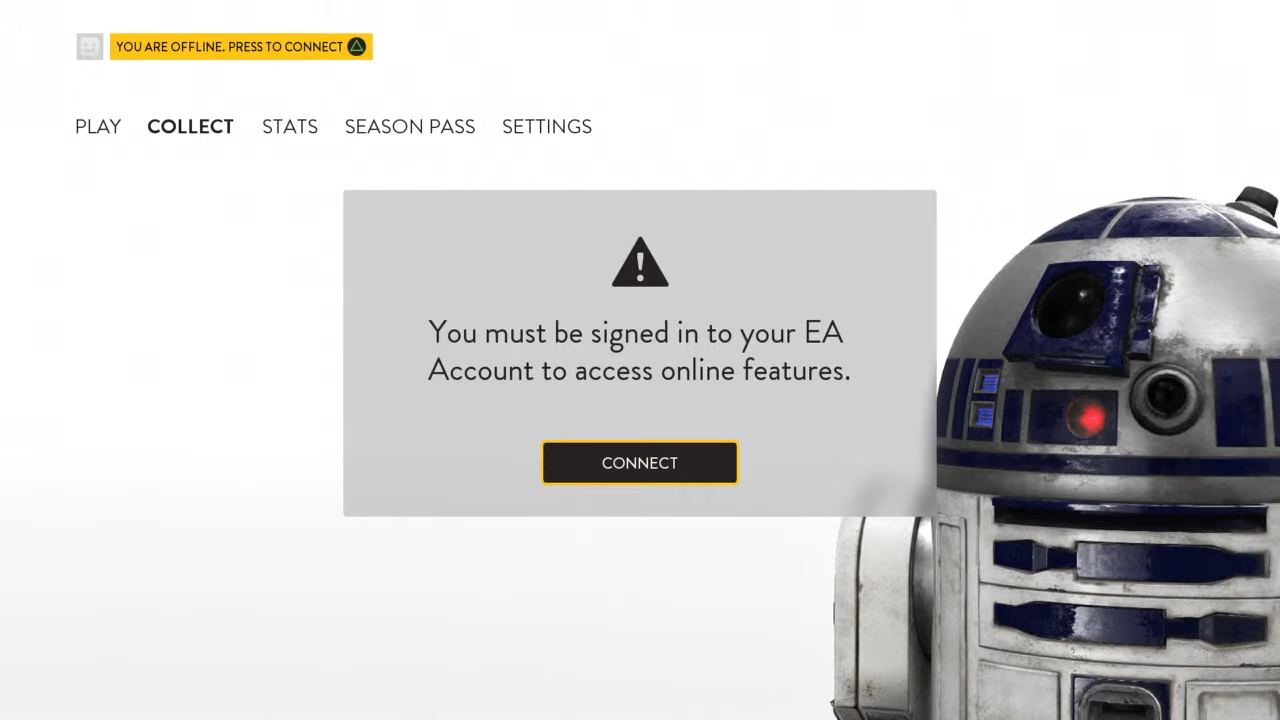 YOU ARE OFFLINE. PRESS TO CONNECT
PLAY COLLECT STATS SEASON PASS SETTINGS
You must be signed in to your EA
Account to access online features.
CONNECT